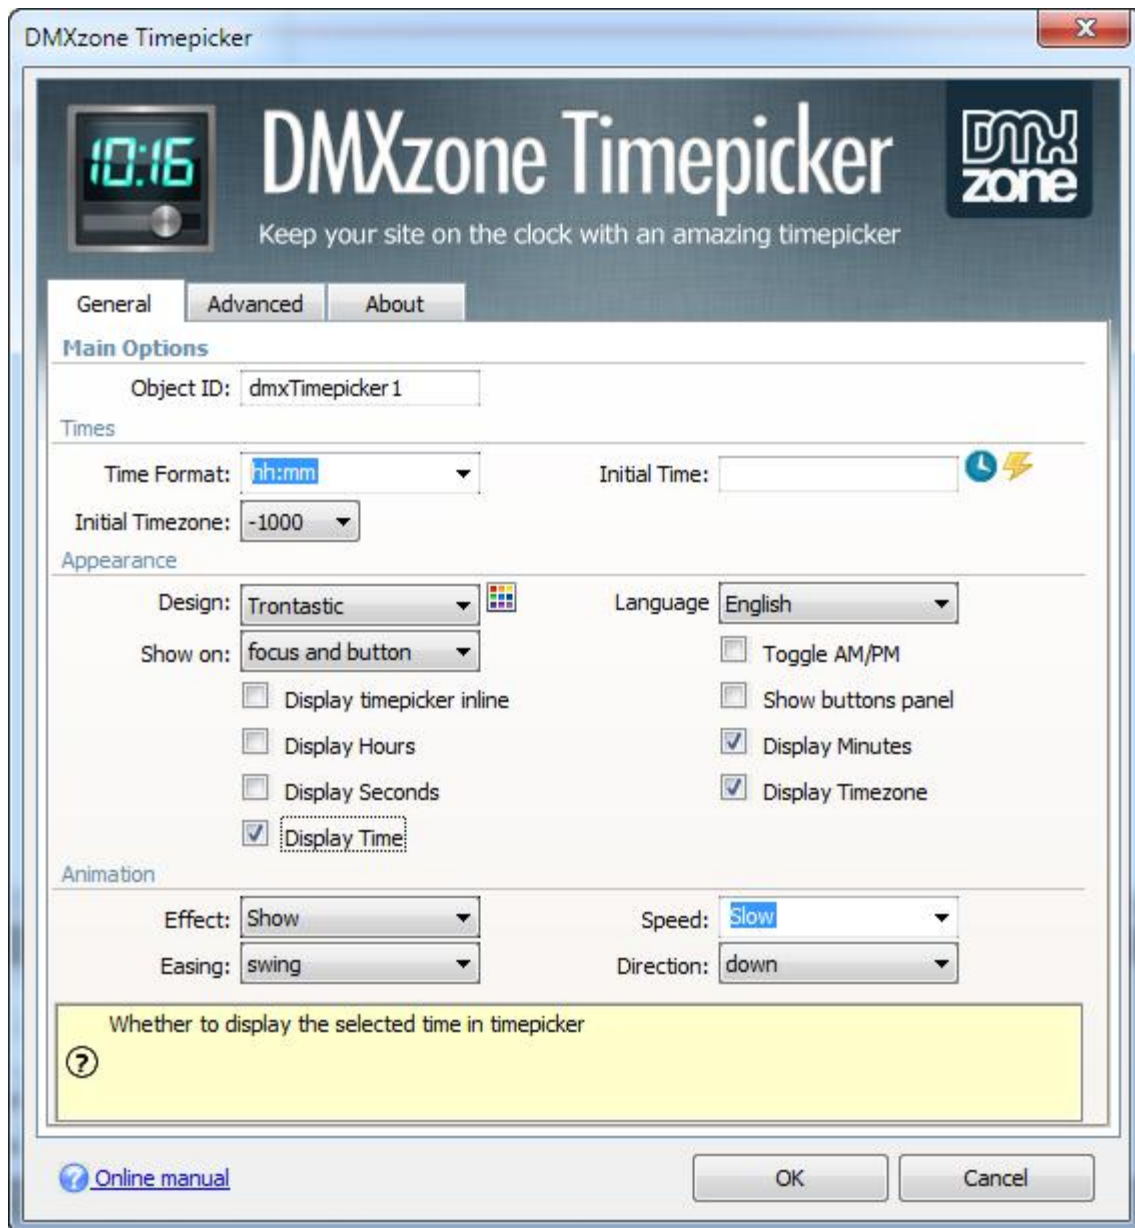 DMXzone Timepicker
X
10:16
DMXzone Timepicker
DMX
zone
Keep your site on the clock with an amazing timepicker
General Advanced About
Main Options
Object ID: dmxTimepicker1
Times
Time Format: hh:mm Initial Time:
Initial Timezone: -1000
Appearance
Design: Trontastic Language English
Show on: focus and button Toggle AM/PM
Display timepicker inline Show buttons panel
Display Hours Display Minutes
Display Seconds Display Timezone
Display Time
Animation
Effect: Show Speed: Slow
Easing: swing Direction: down
Whether to display the selected time in timepicker
?
? Online manual OK Cancel